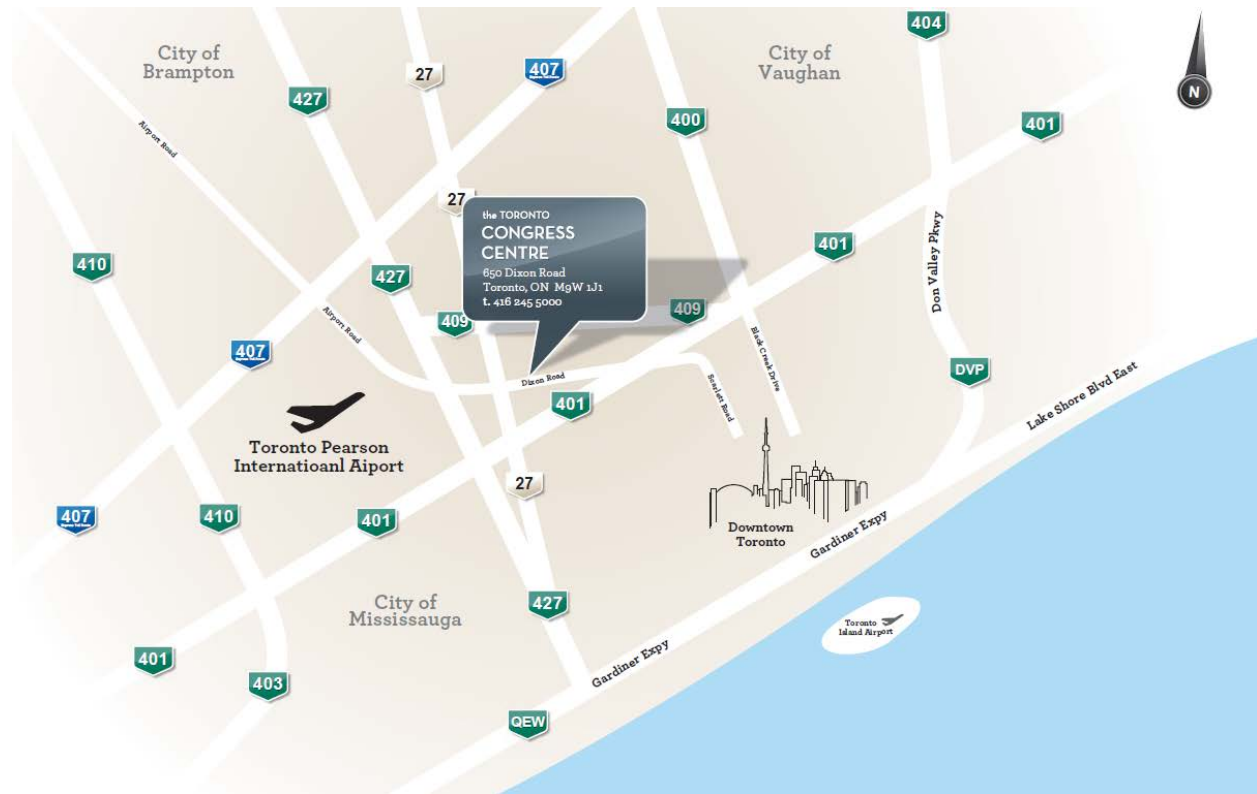 City of
Brampton
27
407
City of
Vaughan
404
N
427
400
401
Airport Road
27
the TORONTO
CONGRESS
CENTRE
650 Dixon Road
Toronto, ON M9W 1J1
t. 416 245 5000
Don Valley Pkwy
401
410
427
409
409
Airport Road
Black Creek Drive
407
DVP
Dixon Road
Scarlett Road
401
Lake Shore Blvd East
Toronto Pearson
Internatioanl Aiport
27
407
410
401
Downtown
Toronto
Gardiner Expy
City of
Mississauga
427
Toronto
Island Airport
401
403
Gardiner Expy
QEW